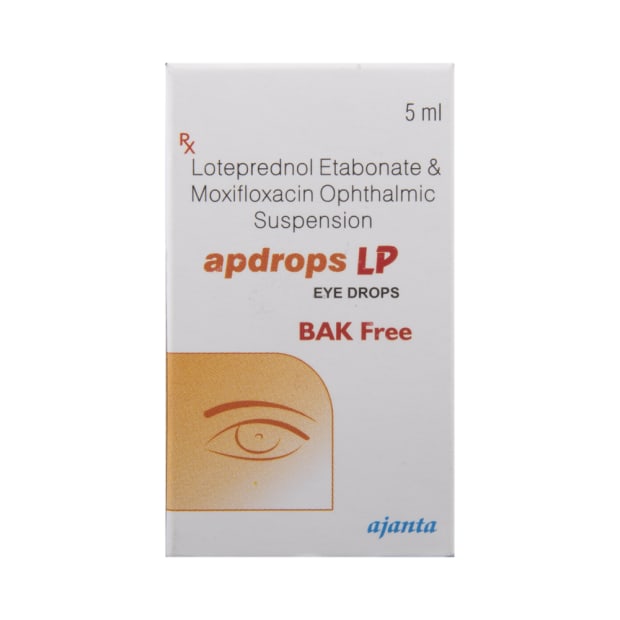 5 ml
Rx
Loteprednol Etabonate &
Moxifloxacin Ophthalmic
Suspension
apdrops LP
EYE DROPS
BAK Free
ajanta